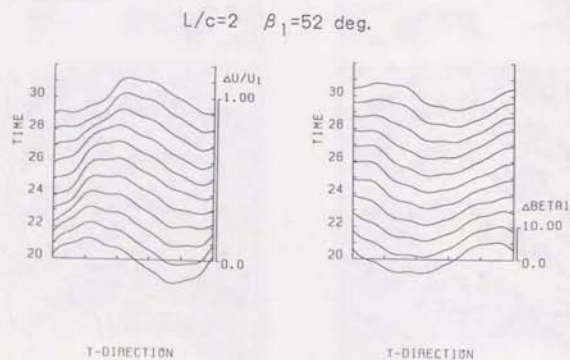 L/c=2 β1=52 deg.
ΔU/U1
1.00
30
28
26
24
22
20
TIME
0.0
T-DIRECTION
30
28
26
24
22
20
TIME
ΔBETA1
10.00
0.0
T-DIRECTION